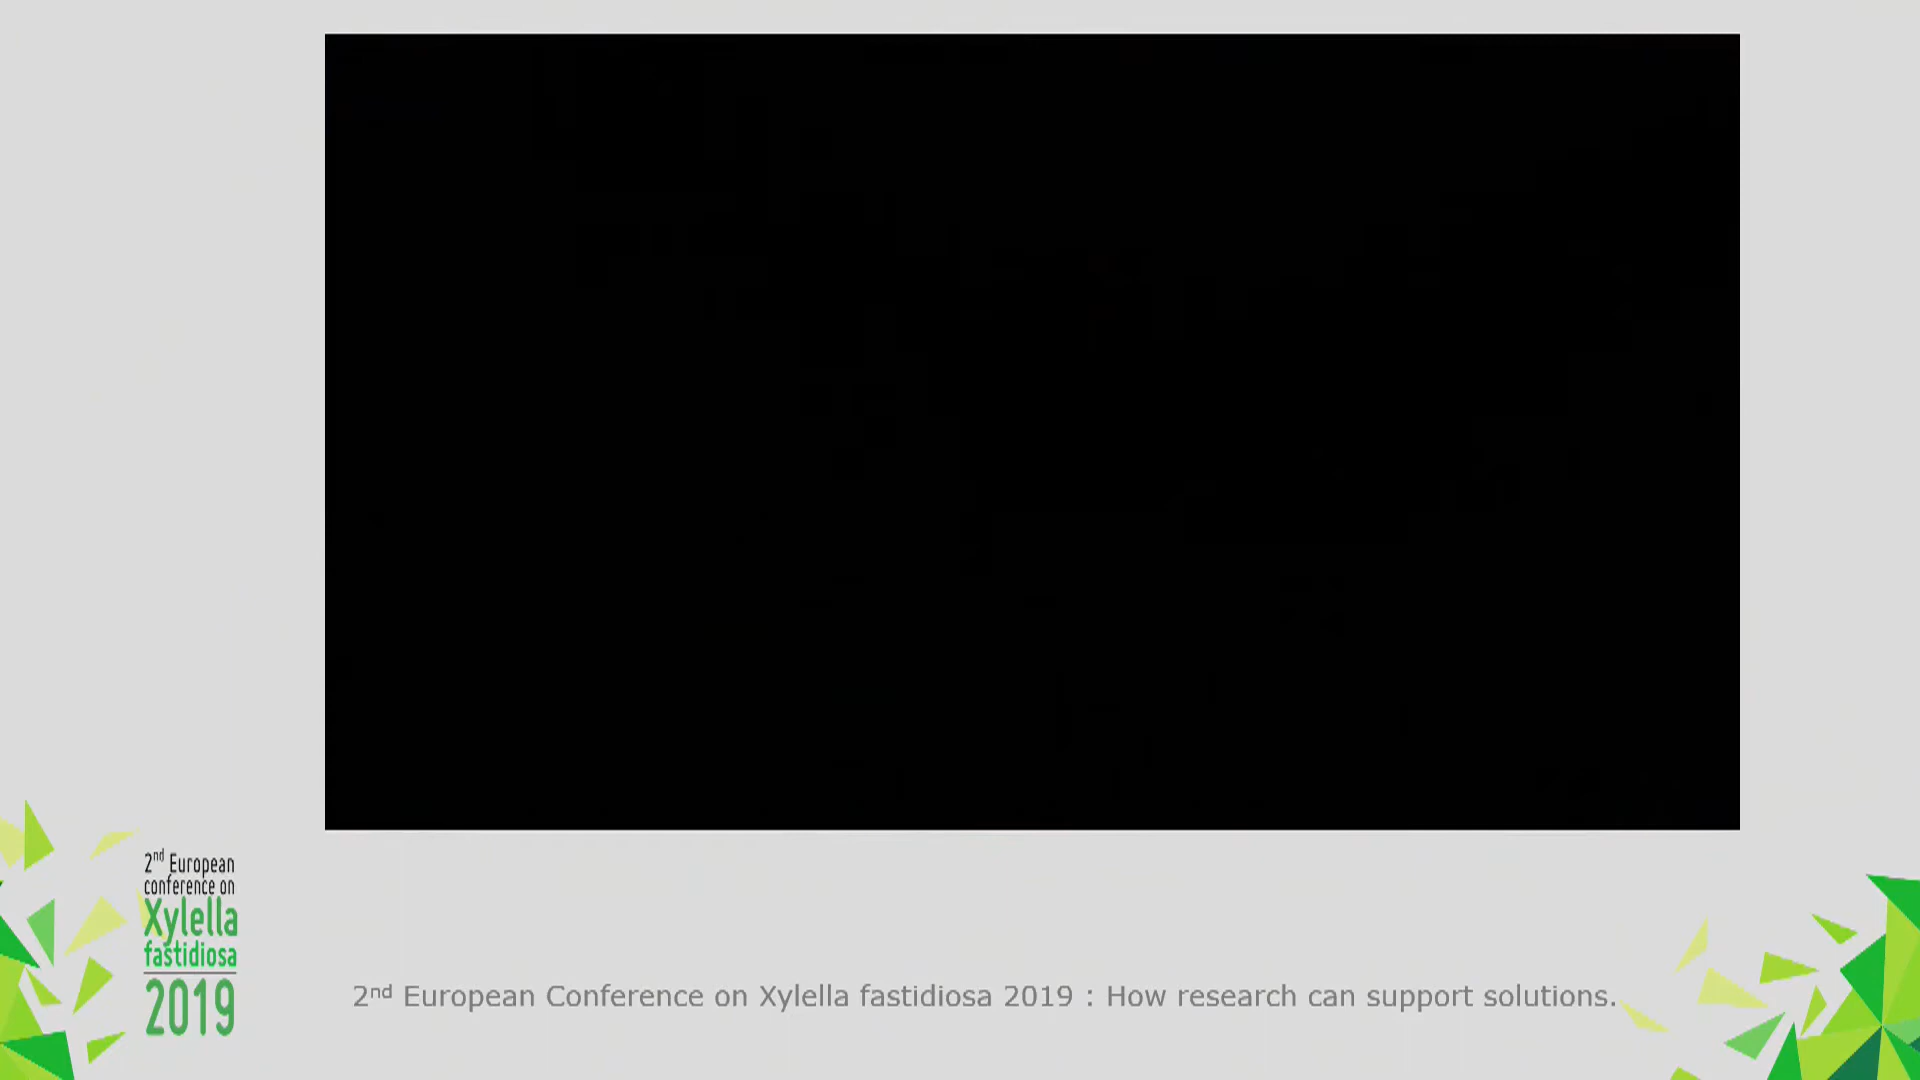 2nd European
conference on
Xylella
fastidiosa
2019
2nd European Conference on Xylella fastidiosa 2019 : How research can support solutions.